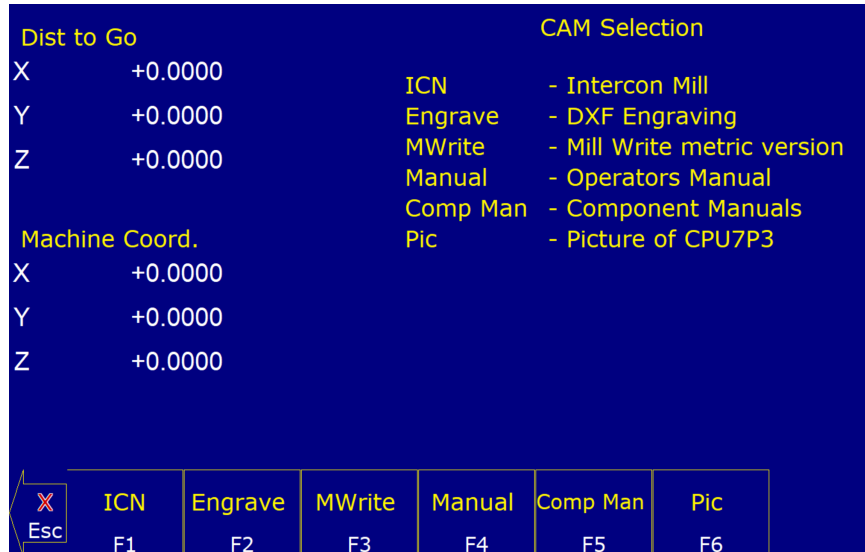 Dist to Go
X +0.0000
Y +0.0000
Z +0.0000
Machine Coord.
X +0.0000
Y +0.0000
Z +0.0000
CAM Selection
ICN - Intercon Mill
Engrave - DXF Engraving
MWrite - Mill Write metric version
Manual - Operators Manual
Comp Man - Component Manuals
Pic - Picture of CPU7P3
X ICN Engrave MWrite Manual Comp Man Pic
Esc F1 F2 F3 F4 F5 F6